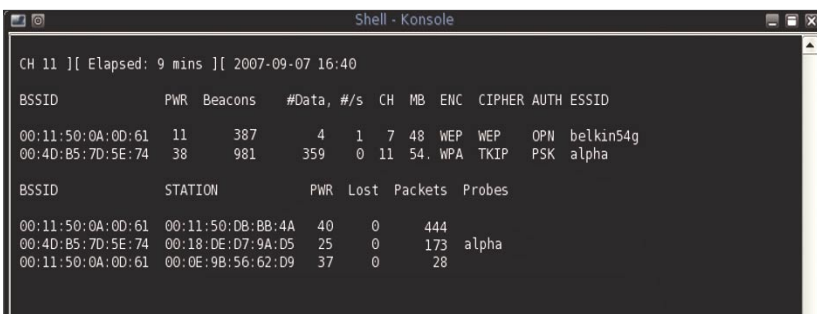 Shell - Konsole
CH 11 ][ Elapsed: 9 mins ][ 2007-09-07 16:40
BSSID PWR Beacons #Data, #/s CH MB ENC CIPHER AUTH ESSID
00:11:50:0A:0D:61 11 387 4 1 7 48 WEP WEP OPN belkin54g
00:4D:B5:7D:5E:74 38 981 359 0 11 54. WPA TKIP PSK alpha
BSSID STATION PWR Lost Packets Probes
00:11:50:0A:0D:61 00:11:50:DB:BB:4A 40 0 444
00:4D:B5:7D:5E:74 00:18:DE:D7:9A:D5 25 0 173 alpha
00:11:50:0A:0D:61 00:0E:9B:56:62:D9 37 0 28